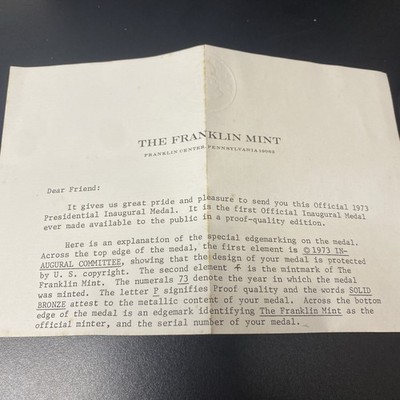 THE FRANKLIN MINT
FRANKLIN CENTER, PENNSYLVANIA 19063
Dear Friend:
It gives us great pride and pleasure to send you this Official 1973
Presidential Inaugural Medal. It is the first Official Inaugural Medal
ever made available to the public in a proof-quality edition.
Here is an explanation of the special edgemarking on the medal.
Across the top edge of the medal, the first element is ©1973 IN-
AUGURAL COMMITTEE, showing that the design of your medal is protected
by U. S. copyright. The second element is the mintmark of The
Franklin Mint. The numerals 73 denote the year in which the medal
was minted. The letter P signifies Proof quality and the words SOLID
BRONZE attest to the metallic content of your medal. Across the bottom
edge of the medal is an edgemark identifying The Franklin Mint as the
official minter, and the serial number of your medal.